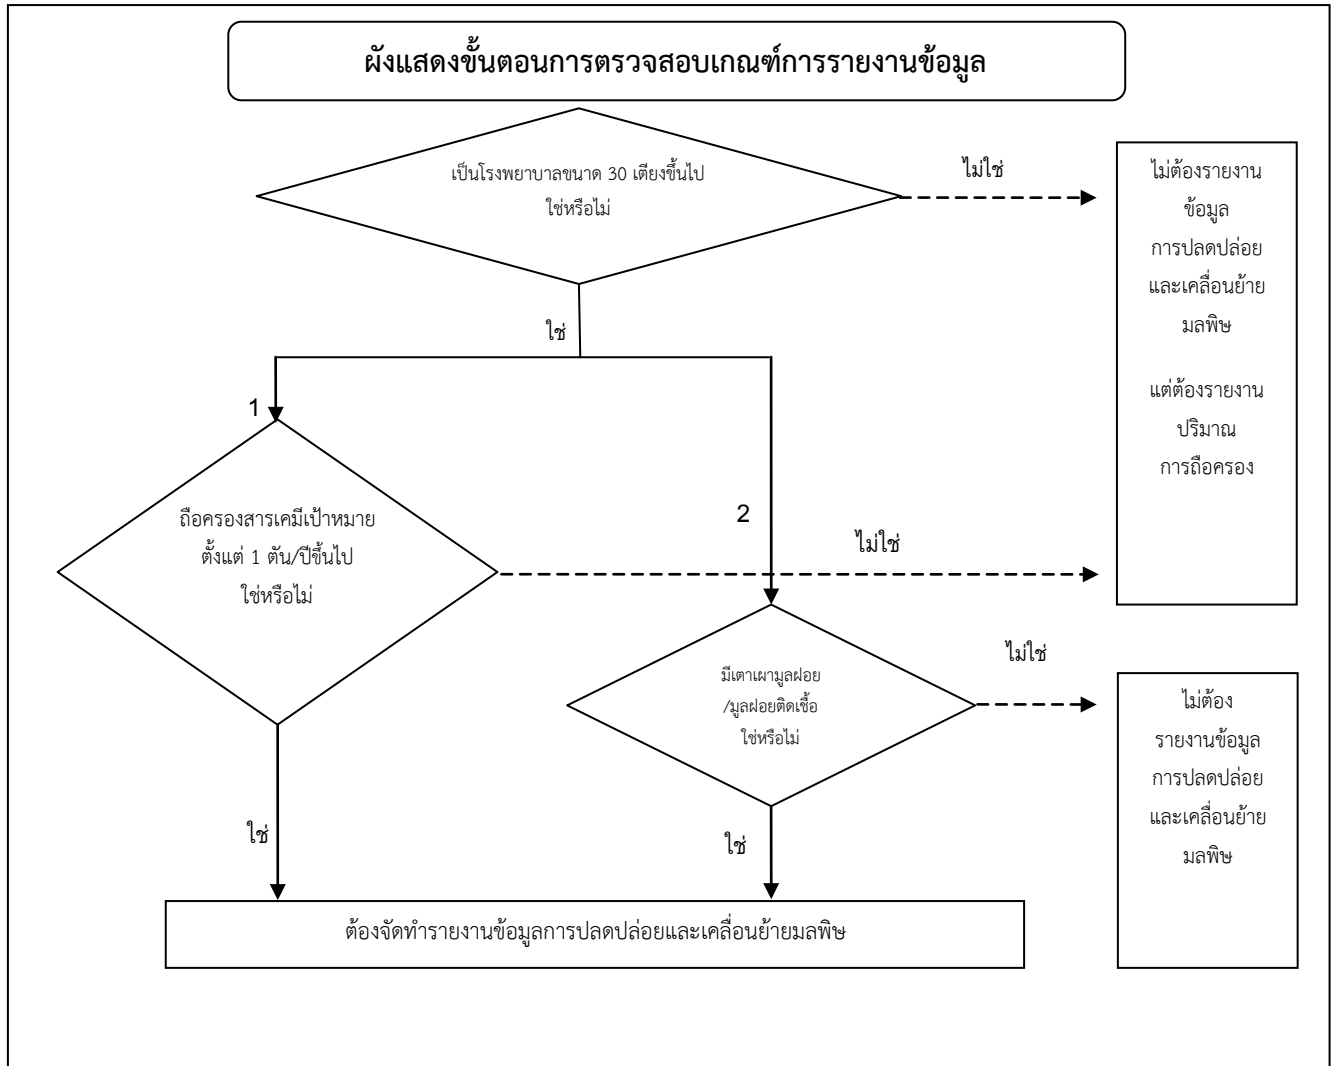 ผังแสดงขั้นตอนการตรวจสอบเกณฑ์การรายงานข้อมูล
เป็นโรงพยาบาลขนาด 30 เตียงขึ้นไป
ใช่หรือไม่
ไม่ใช่
ไม่ต้องรายงาน
ข้อมูล
การปลดปล่อย
และเคลื่อนย้าย
มลพิษ
แต่ต้องรายงาน
ปริมาณ
การถือครอง
ใช่
1
ถือครองสารเคมีเป้าหมาย
ตั้งแต่ 1 ตัน/ปีขึ้นไป
ใช่หรือไม่
2
ไม่ใช่
มีเตาเผามูลฝอย
/มูลฝอยติดเชื้อ
ใช่หรือไม่
ไม่ใช่
ไม่ต้อง
รายงานข้อมูล
การปลดปล่อย
และเคลื่อนย้าย
มลพิษ
ใช่
ใช่
ต้องจัดทำรายงานข้อมูลการปลดปล่อยและเคลื่อนย้ายมลพิษ